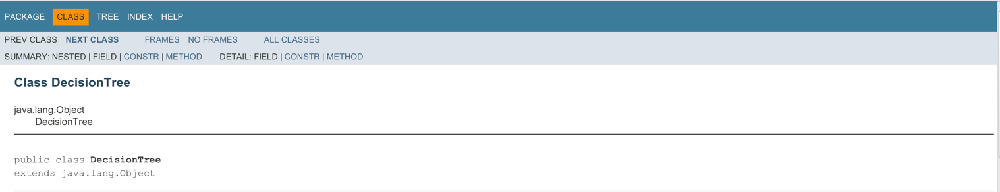 PACKAGE CLASS TREE INDEX HELP
PREV CLASS NEXT CLASS FRAMES NO FRAMES ALL CLASSES
SUMMARY: NESTED | FIELD | CONSTR | METHOD DETAIL: FIELD | CONSTR | METHOD
Class DecisionTree
java.lang.Object
DecisionTree
public class DecisionTree
extends java.lang.Object